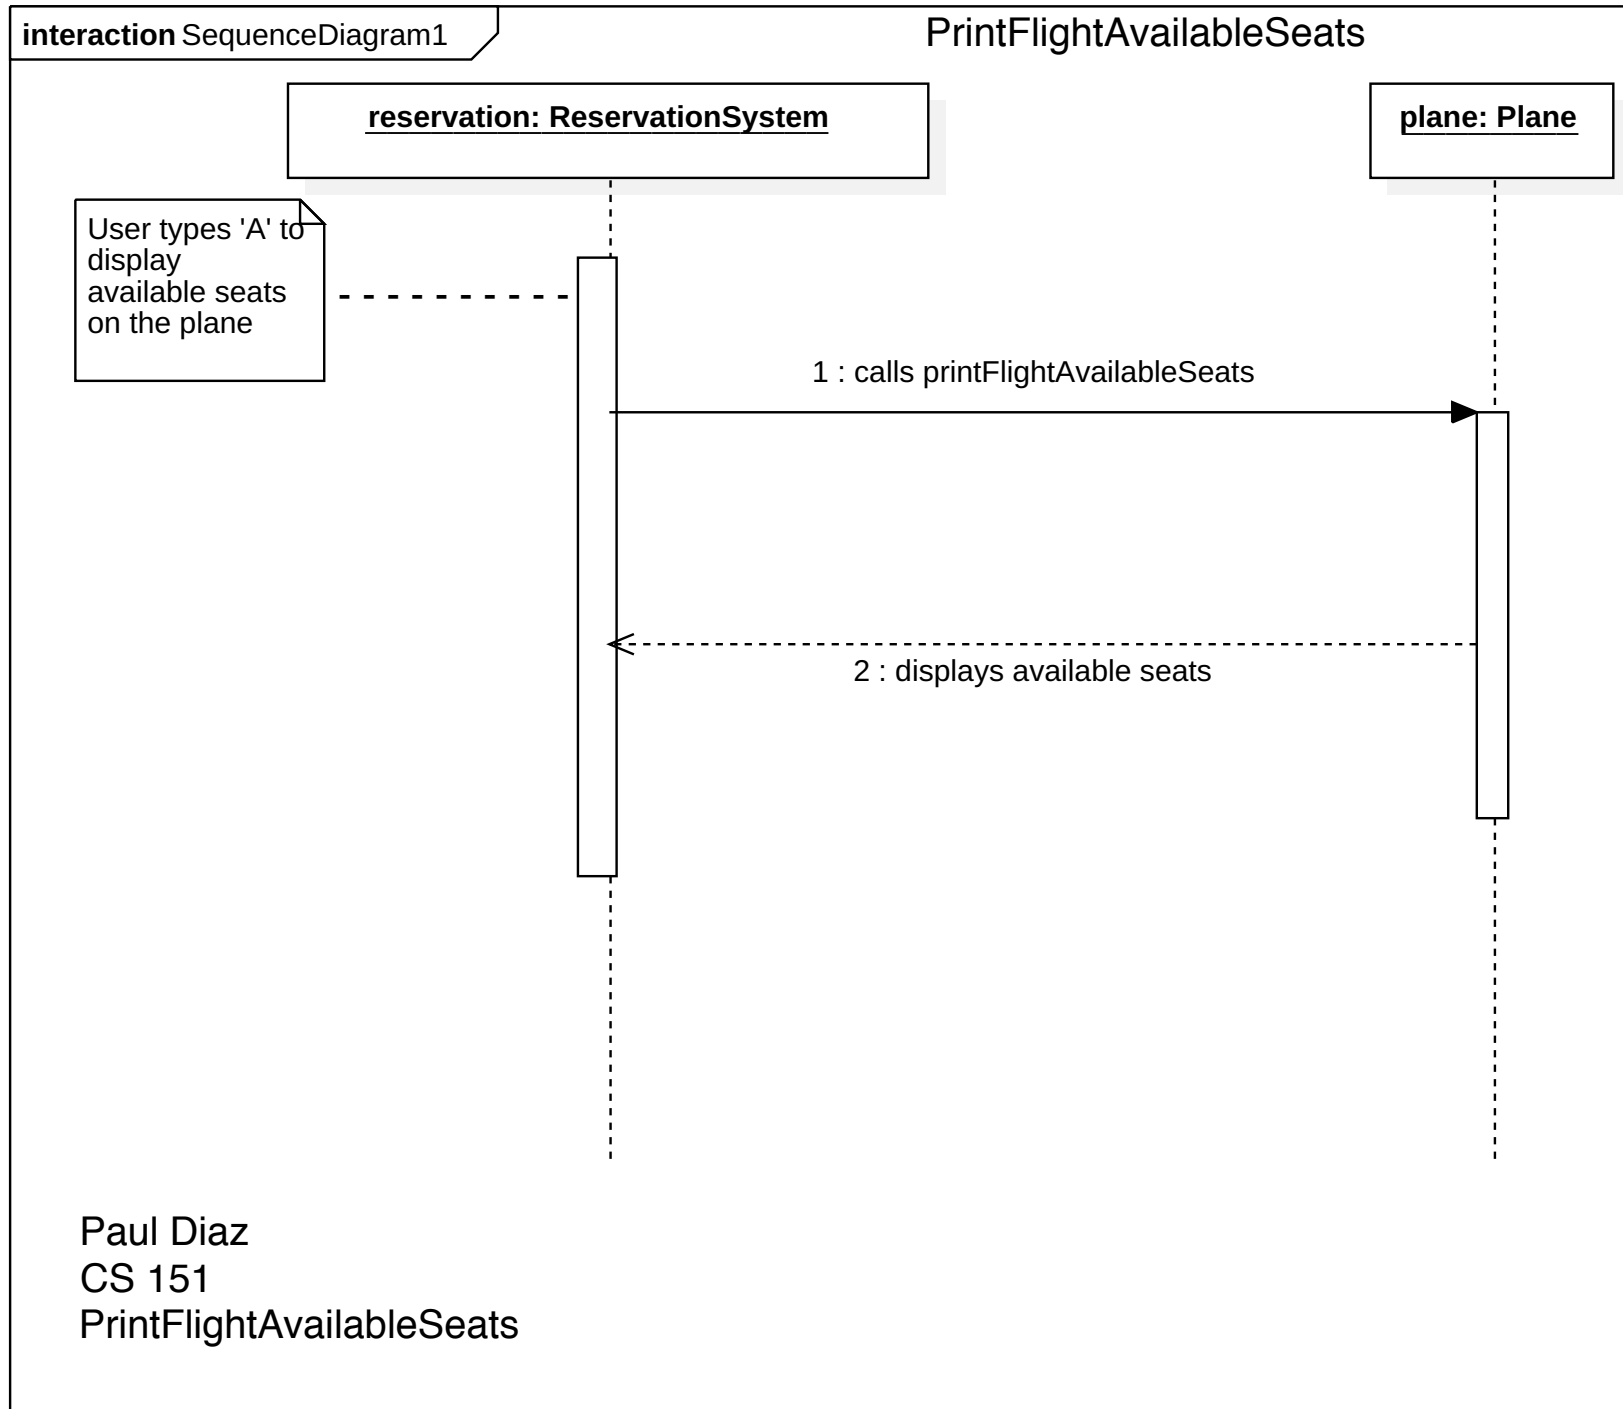 interaction SequenceDiagram1
PrintFlightAvailableSeats
reservation: ReservationSystem
plane: Plane
User types 'A' to
display
available seats
on the plane
1 : calls printFlightAvailableSeats
2 : displays available seats
Paul Diaz
CS 151
PrintFlightAvailableSeats